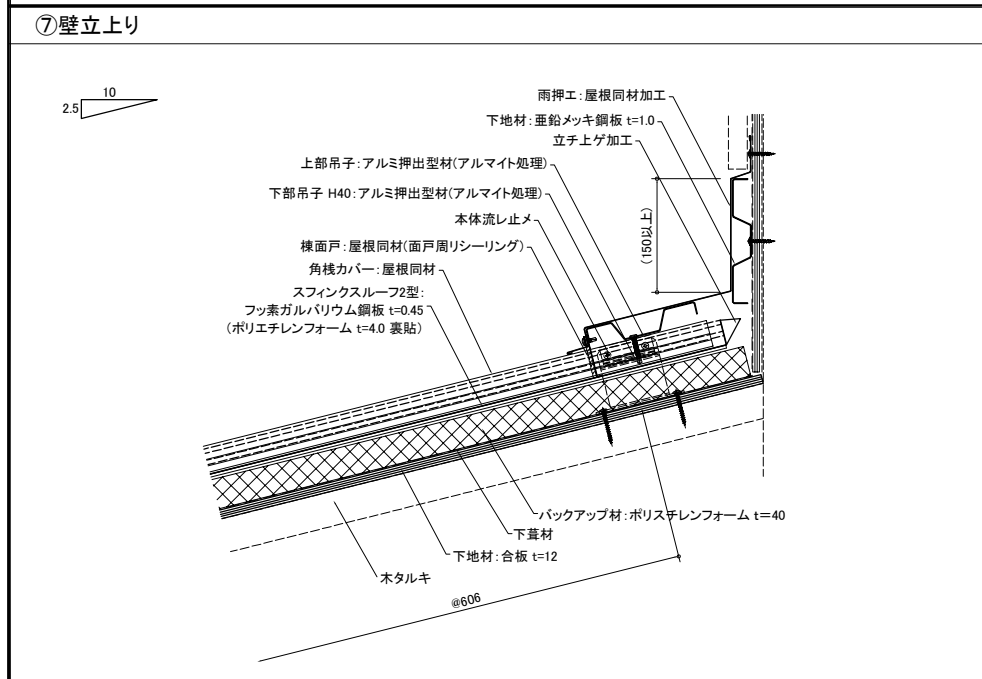 ⑦壁立上り
10
2.5
雨押エ:屋根同材加工
下地材:亜鉛メッキ鋼板 t=1.0
立チ上ゲ加工
上部吊子:アルミ押出型材(アルマイト処理)
下部吊子 H40:アルミ押出型材(アルマイト処理)
本体流レ止メ
棟面戸:屋根同材(面戸周リシーリング)
角桟カバー:屋根同材
スフィンクスルーフ2型:
フッ素ガルバリウム鋼板 t=0.45
(ポリエチレンフォーム t=4.0 裏貼)
(150以上)
バックアップ材:ポリスチレンフォーム t=40
下葺材
下地材:合板 t=12
木タルキ
@606